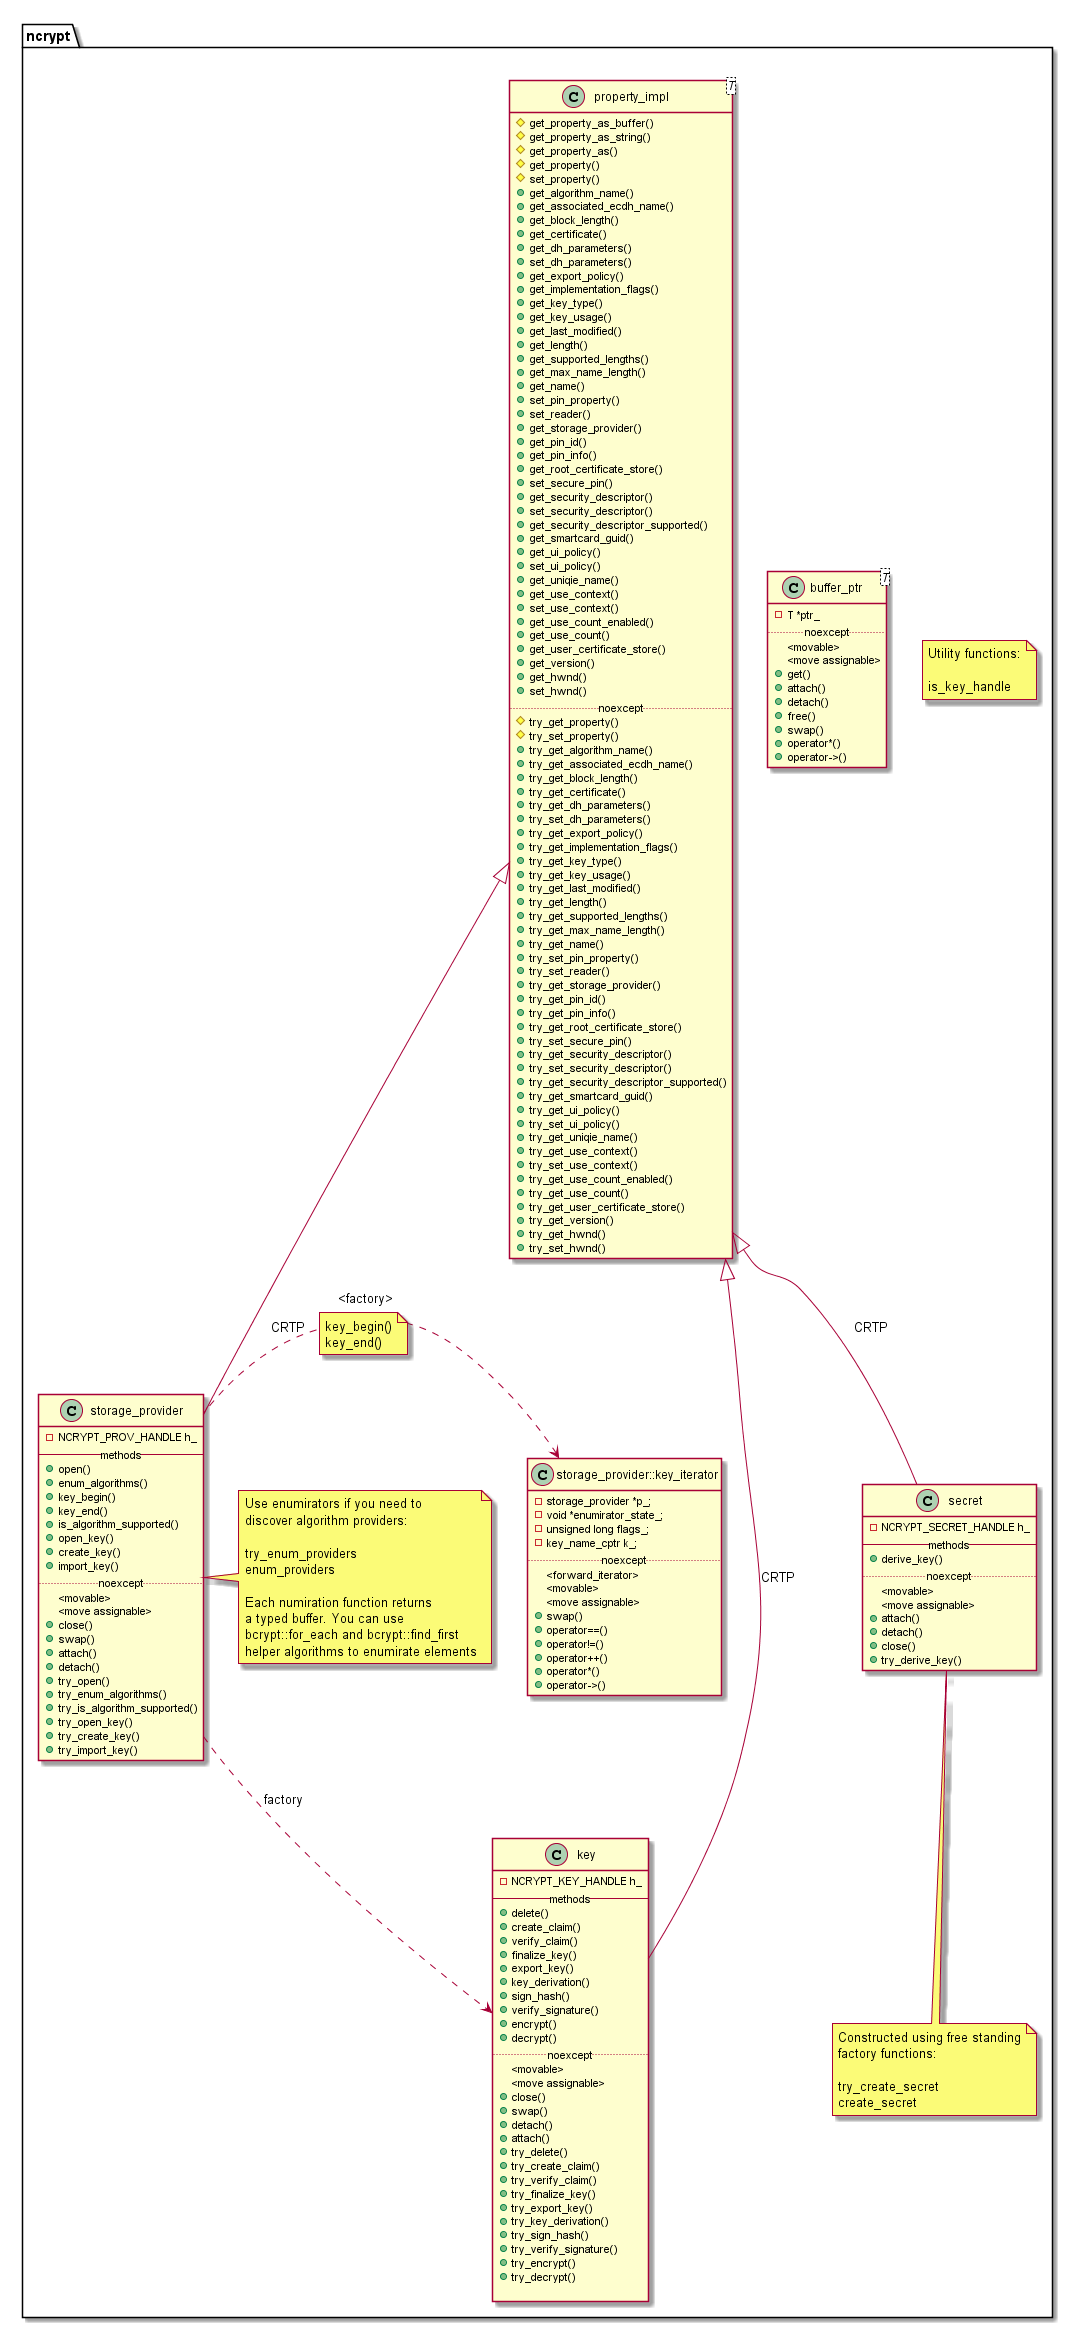 ncrypt
C property_impl
T
get_property_as_buffer()
get_property_as_string()
get_property_as()
get_property()
set_property()
get_algorithm_name()
get_associated_ecdh_name()
get_block_length()
get_certificate()
get_dh_parameters()
set_dh_parameters()
get_export_policy()
get_implementation_flags()
get_key_type()
get_key_usage()
get_last_modified()
get_length()
get_supported_lengths()
get_max_name_length()
get_name()
set_pin_property()
set_reader()
get_storage_provider()
get_pin_id()
get_pin_info()
get_root_certificate_store()
set_secure_pin()
get_security_descriptor()
set_security_descriptor()
get_security_descriptor_supported()
get_smartcard_guid()
get_ui_policy()
set_ui_policy()
get_uniqie_name()
get_use_context()
set_use_context()
get_use_count_enabled()
get_use_count()
get_user_certificate_store()
get_version()
get_hwnd()
set_hwnd()
noexcept
try_get_property()
try_set_property()
try_get_algorithm_name()
try_get_associated_ecdh_name()
try_get_block_length()
try_get_certificate()
try_get_dh_parameters()
try_set_dh_parameters()
try_get_export_policy()
try_get_implementation_flags()
try_get_key_type()
try_get_key_usage()
try_get_last_modified()
try_get_length()
try_get_supported_lengths()
try_get_max_name_length()
try_get_name()
try_set_pin_property()
try_set_reader()
try_get_storage_provider()
try_get_pin_id()
try_get_pin_info()
try_get_root_certificate_store()
try_set_secure_pin()
try_get_security_descriptor()
try_set_security_descriptor()
try_get_security_descriptor_supported()
try_get_smartcard_guid()
try_get_ui_policy()
try_set_ui_policy()
try_get_uniqie_name()
try_get_use_context()
try_set_use_context()
try_get_use_count_enabled()
try_get_use_count()
try_get_user_certificate_store()
try_get_version()
try_get_hwnd()
try_set_hwnd()
C buffer_ptr
T
T *ptr_
noexcept
<movable>
<move assignable>
get()
attach()
detach()
free()
swap()
operator*()
operator->()
Utility functions:
is_key_handle
<factory>
CRTP
key_begin()
key_end()
CRTP
C storage_provider
NCRYPT_PROV_HANDLE h_
methods
open()
enum_algorithms()
key_begin()
key_end()
is_algorithm_supported()
open_key()
create_key()
import_key()
noexcept
<movable>
<move assignable>
close()
swap()
attach()
detach()
try_open()
try_enum_algorithms()
try_is_algorithm_supported()
try_open_key()
try_create_key()
try_import_key()
Use enumirators if you need to
discover algorithm providers:
try_enum_providers
enum_providers
Each numiration function returns
a typed buffer. You can use
bcrypt::for_each and bcrypt::find_first
helper algorithms to enumirate elements
C storage_provider::key_iterator
storage_provider *p_;
void *enumirator_state_;
unsigned long flags_;
key_name_cptr k_;
noexcept
<forward_iterator>
<movable>
<move assignable>
swap()
operator==()
operator!=()
operator++()
operator*()
operator->()
CRTP
C secret
NCRYPT_SECRET_HANDLE h_
methods
derive_key()
noexcept
<movable>
<move assignable>
attach()
detach()
close()
try_derive_key()
factory
C key
NCRYPT_KEY_HANDLE h_
methods
delete()
create_claim()
verify_claim()
finalize_key()
export_key()
key_derivation()
sign_hash()
verify_signature()
encrypt()
decrypt()
noexcept
<movable>
<move assignable>
close()
swap()
detach()
attach()
try_delete()
try_create_claim()
try_verify_claim()
try_finalize_key()
try_export_key()
try_key_derivation()
try_sign_hash()
try_verify_signature()
try_encrypt()
try_decrypt()
Constructed using free standing
factory functions:
try_create_secret
create_secret